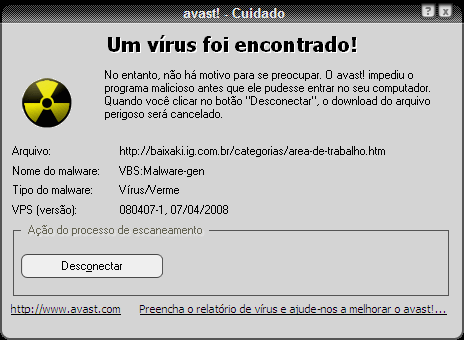 avast! - Cuidado
? x
Um vírus foi encontrado!
No entanto, não há motivo para se preocupar. O avast! impediu o
programa malicioso antes que ele pudesse entrar no seu computador.
Quando você clicar no botão "Desconectar", o download do arquivo
perigoso será cancelado.
Arquivo: http://baixaki.ig.com.br/categorias/area-de-trabalho.htm
Nome do malware: VBS:Malware-gen
Tipo do malware: Vírus/Verme
VPS (versão): 080407-1, 07/04/2008
Ação do processo de escaneamento
Desconectar
http://www.avast.com Preencha o relatório de vírus e ajude-nos a melhorar o avast!...